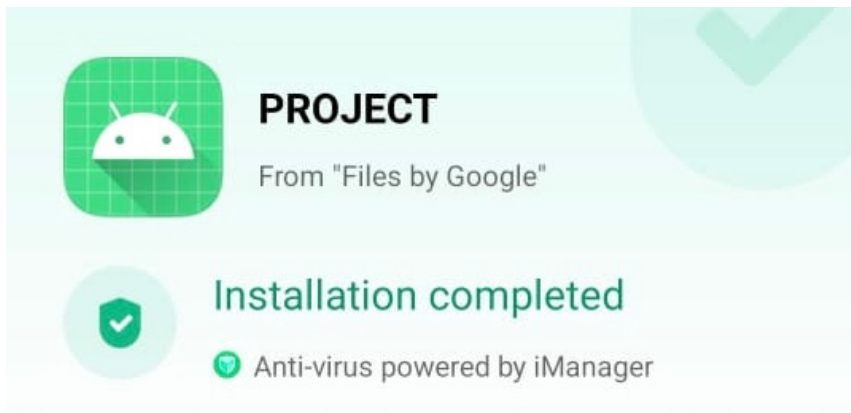 PROJECT
From "Files by Google"
Installation completed
Anti-virus powered by iManager